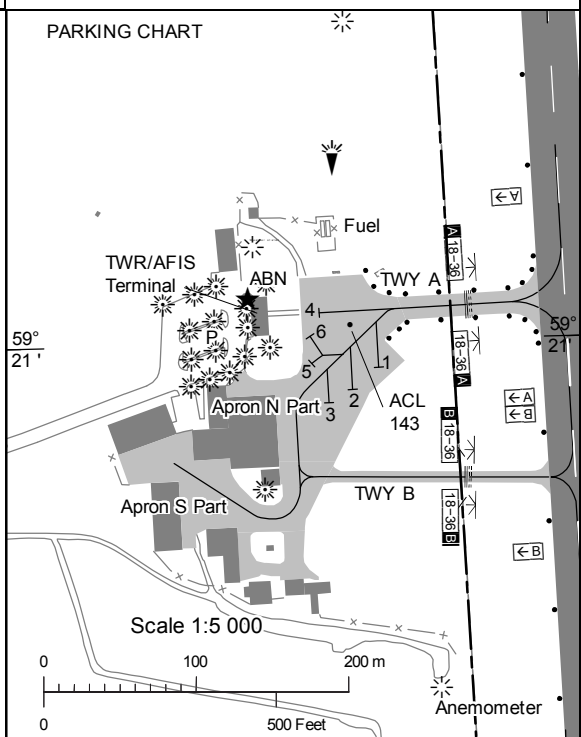 PARKING CHART
Fuel
←A
TWR/AFIS
Terminal
ABN
TWY A
A 18-36
4
6
P
5
1
2
3
59°
21 '
59°
21 '
18-36 A
Apron N Part
ACL
143
→A
→B
B 18-36
TWY B
18-36 B
Apron S Part
←B
Scale 1:5 000
0 100 200 m
0 500 Feet
Anemometer